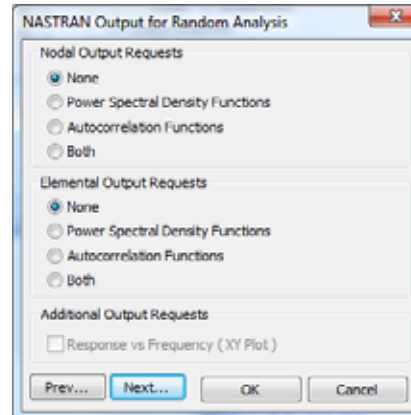 NASTRAN Output for Random Analysis
Nodal Output Requests
None
Power Spectral Density Functions
Autocorrelation Functions
Both
Elemental Output Requests
None
Power Spectral Density Functions
Autocorrelation Functions
Both
Additional Output Requests
Response vs Frequency ( XY Plot )
Prev... Next... OK Cancel